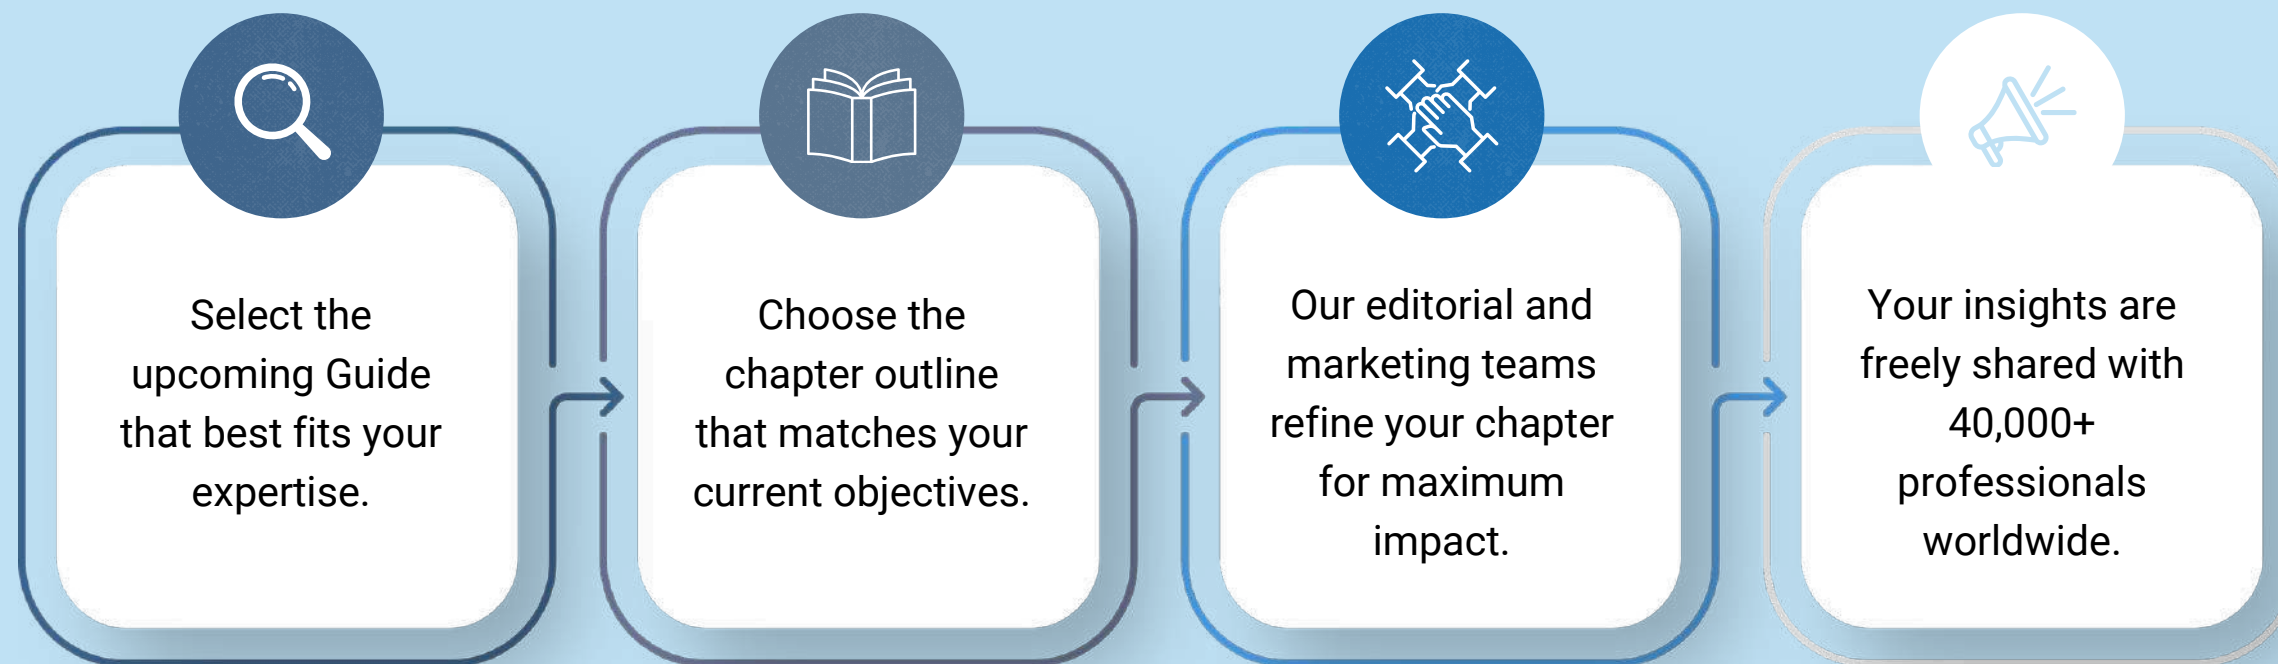 Select the
upcoming Guide
that best fits your
expertise.
Choose the
chapter outline
that matches your
current objectives.
Our editorial and
marketing teams
refine your chapter
for maximum
impact.
Your insights are
freely shared with
40,000+
professionals
worldwide.